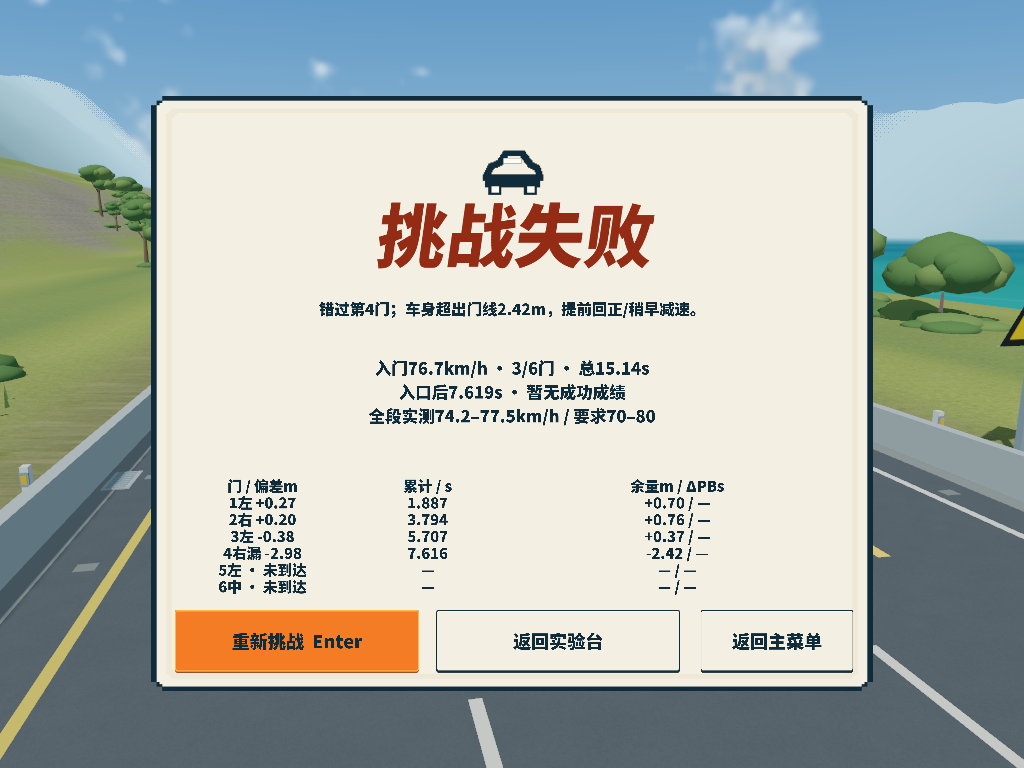 挑战失败
错过第4门；车身超出门线2.42m，提前回正/稍早减速。
入门76.7km/h · 3/6门 · 总15.14s
入口后7.619s · 暂无成功成绩
全段实测74.2–77.5km/h / 要求70–80
门 / 偏差m 累计 / s 余量m / ΔPBs
1左 +0.27 1.887 +0.70 / —
2右 +0.20 3.794 +0.76 / —
3左 -0.38 5.707 +0.37 / —
4右漏 -2.98 7.616 -2.42 / —
5左 · 未到达 — — / —
6中 · 未到达 — — / —
重新挑战 Enter 返回实验台 返回主菜单